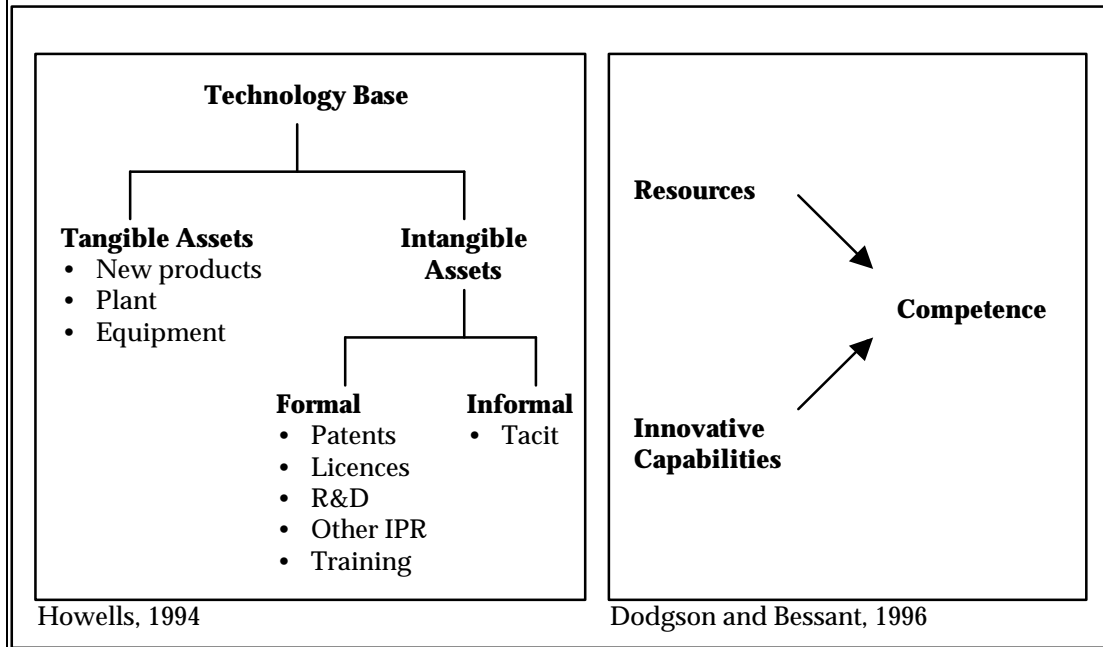 Technology Base
Tangible Assets
• New products
• Plant
• Equipment
Intangible
Assets
Formal
• Patents
• Licences
• R&D
• Other IPR
• Training
Informal
• Tacit
Howells, 1994
Resources
Competence
Innovative
Capabilities
Dodgson and Bessant, 1996